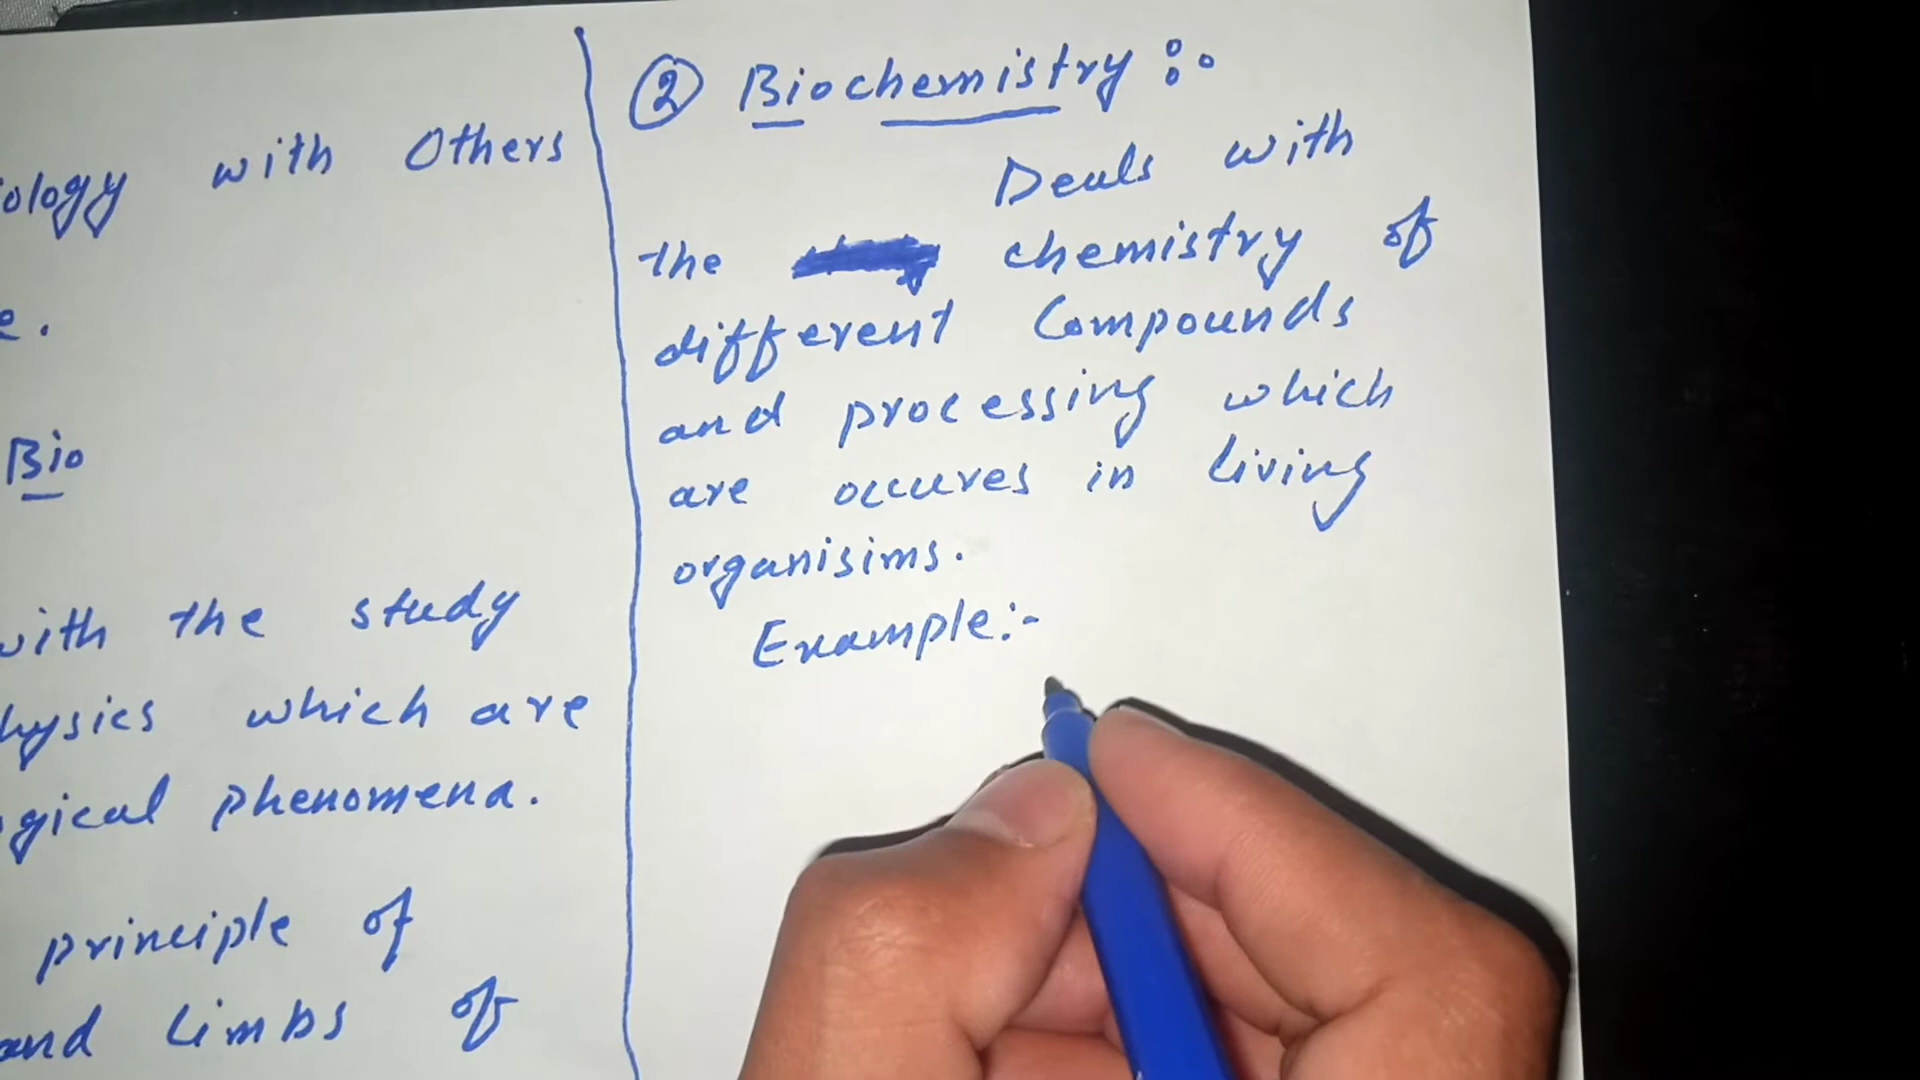 ology with Others
e.
Bio
with the study
hysics which are
gical phenomena.
principle of
and Limbs of
② Biochemistry :∘
Deals with
the chemistry of
different Compounds
and processing which
are occures in Living
organisims.
Example:-